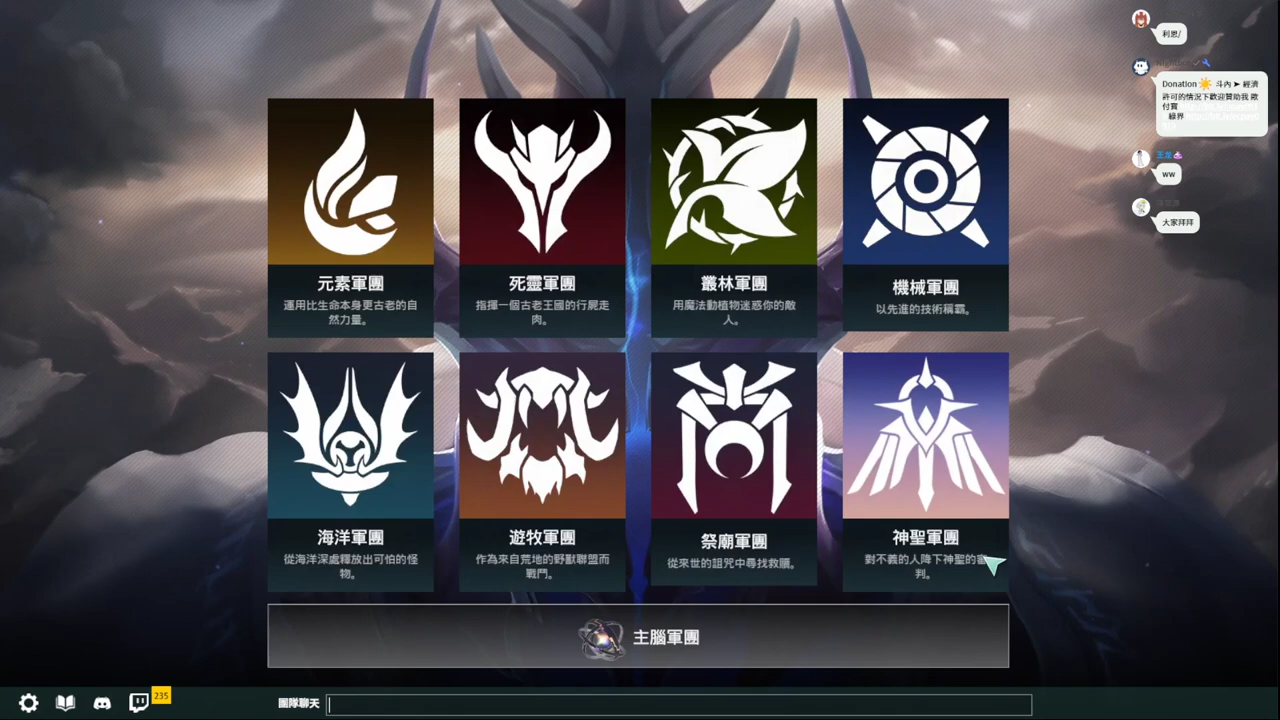 利恩/
Donation ☀ 斗內 ➤ 經濟
許可的情況下歡迎贊助我 歐
付寶
綠界
ww
大家拜拜
元素軍團
運用比生命本身更古老的自
然力量。
死靈軍團
指揮一個古老王國的行屍走
肉。
叢林軍團
用魔法動植物迷惑你的敵
人。
機械軍團
以先進的技術稱霸。
海洋軍團
從海洋深處釋放出可怕的怪
物。
遊牧軍團
作為來自荒地的野獸聯盟而
戰鬥。
祭廟軍團
從來世的詛咒中尋找救贖。
神聖軍團
對不義的人降下神聖的審
判。
主腦軍團
235
團隊聊天